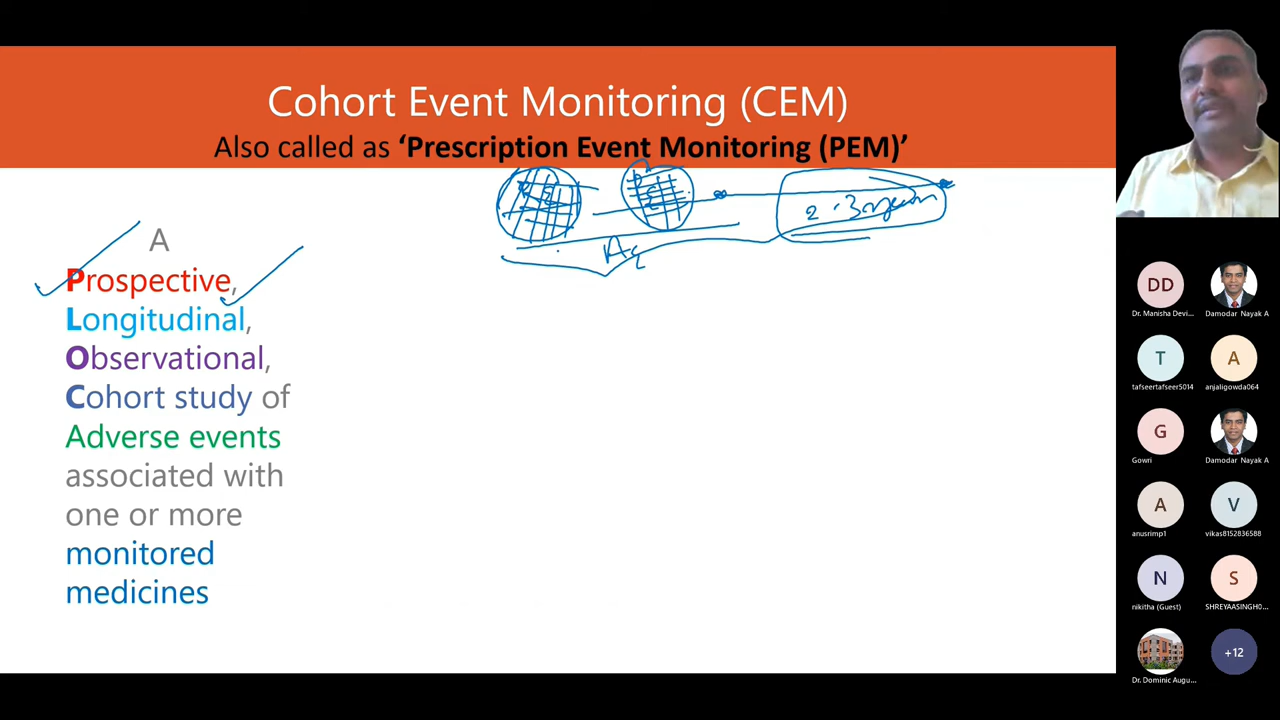 Cohort Event Monitoring (CEM)
Also called as ‘Prescription Event Monitoring (PEM)’
A
Prospective,
Longitudinal,
Observational,
Cohort study of
Adverse events
associated with
one or more
monitored
medicines
DD
Dr. Manisha Devi...
Damodar Nayak A
T
tafseertafseer5014
A
anjaligowda064
G
Gowri
Damodar Nayak A
A
anusrimp1
V
vikas8152836588
N
nikitha (Guest)
S
SHREYAASINGH0...
Dr. Dominic Augu...
+12